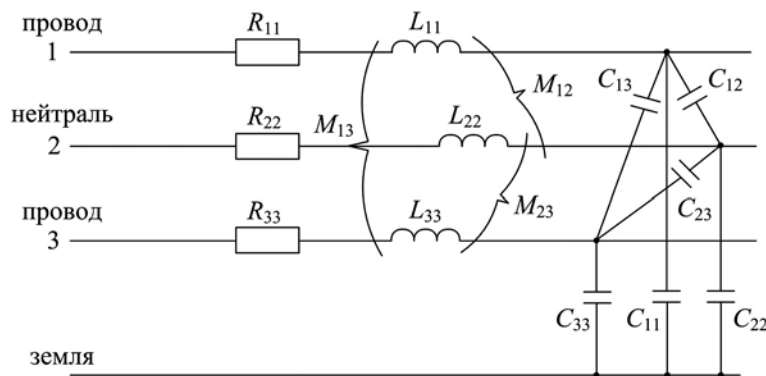 провод
1
R11
L11
M12
C13
C12
нейтраль
2
R22
M13
L22
C23
провод
3
R33
L33
M23
C33
C11
C22
земля